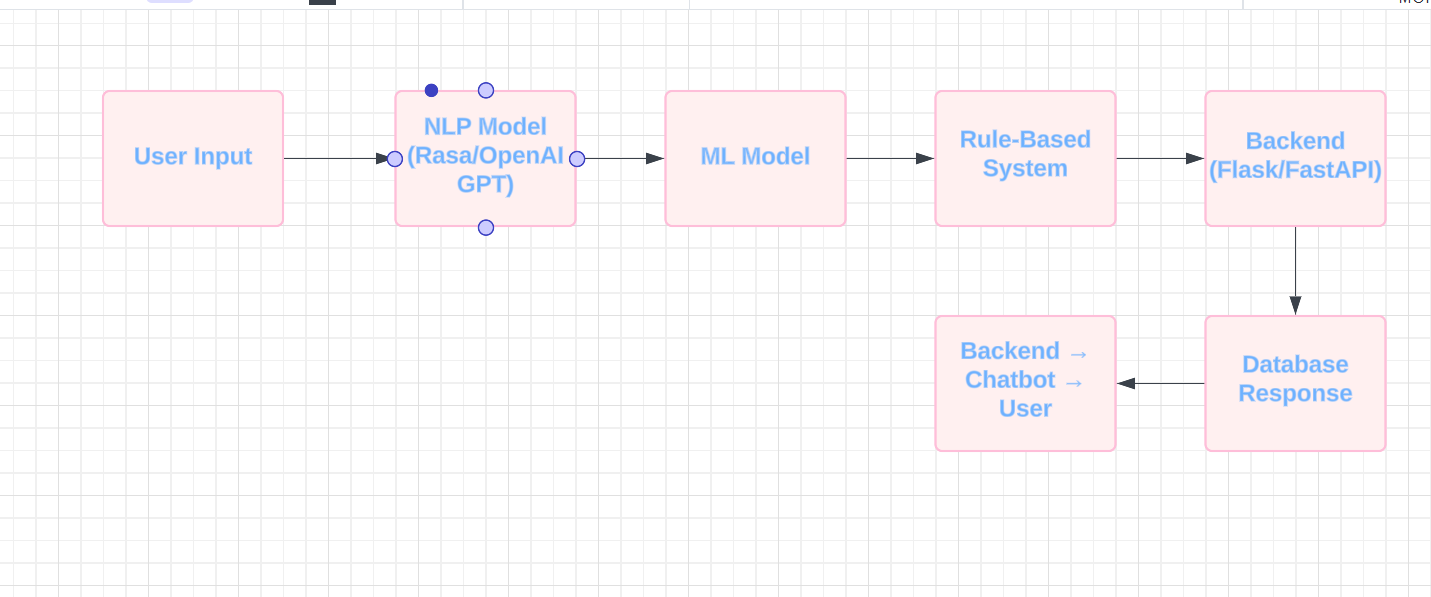 User Input
NLP Model
(Rasa/OpenAI
GPT)
ML Model
Rule-Based
System
Backend
(Flask/FastAPI)
Backend →
Chatbot →
User
Database
Response